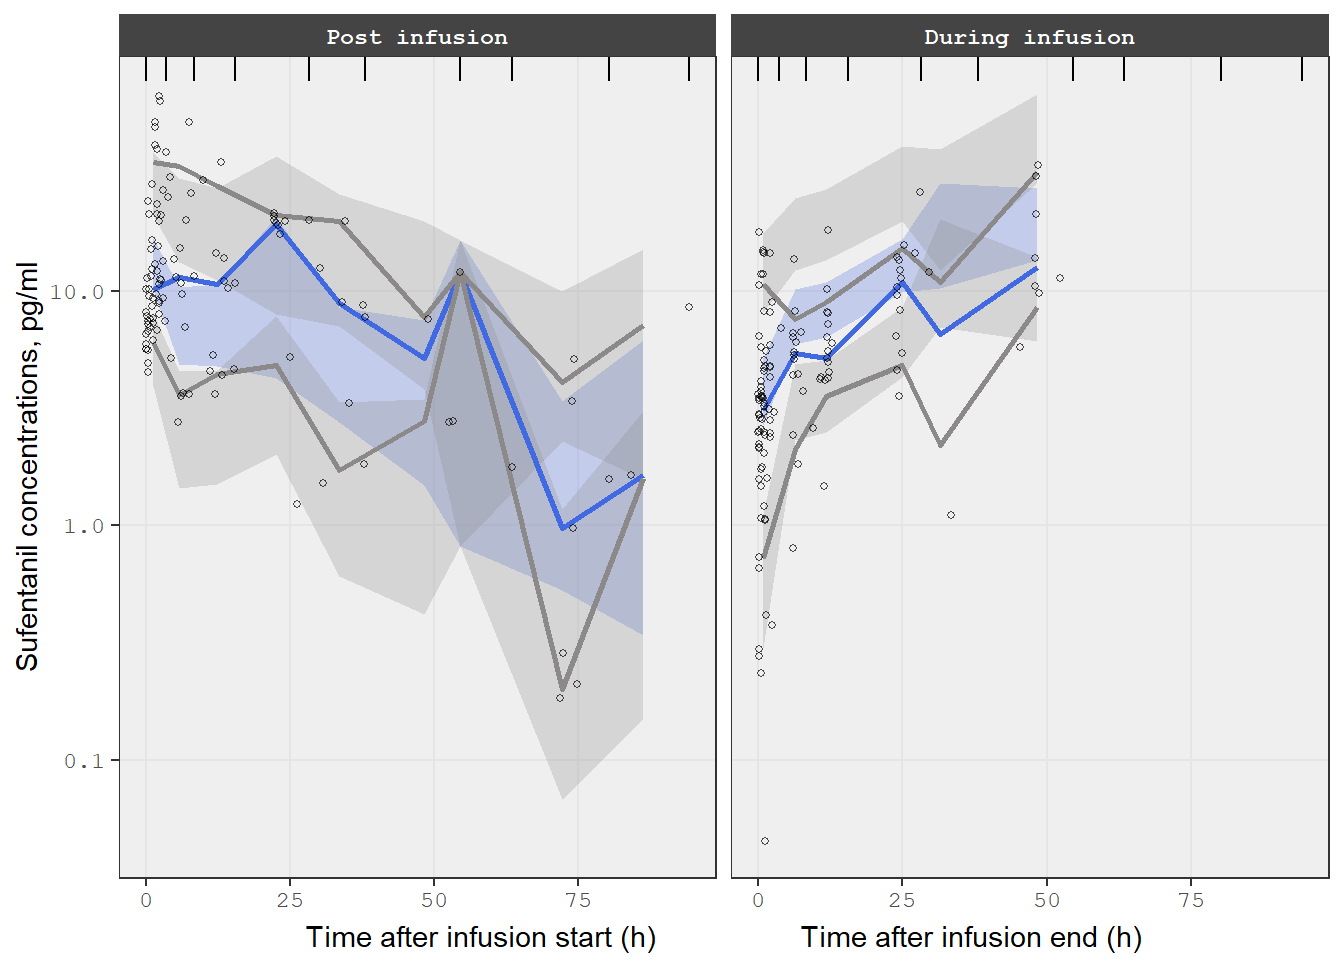 Post infusion
During infusion
Sufentanil concentrations, pg/ml
10.0
1.0
0.1
0 25 50 75
0 25 50 75
Time after infusion start (h)
Time after infusion end (h)